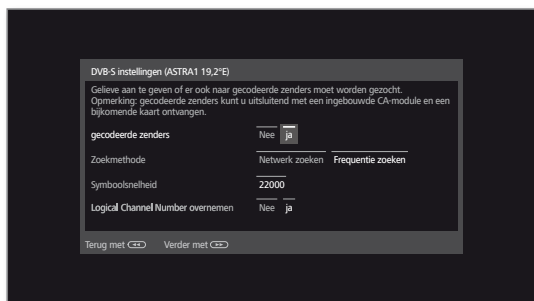 DVB-S instellingen (ASTRA1 19,2°E)
Gelieve aan te geven of er ook naar gecodeerde zenders moet worden gezocht.
Opmerking: gecodeerde zenders kunt u uitsluitend met een ingebouwde CA-module en een
bijkomende kaart ontvangen.
gecodeerde zenders Nee ja
Zoekmethode Netwerk zoeken Frequentie zoeken
Symboolsnelheid 22000
Logical Channel Number overnemen Nee ja
Terug met Verder met